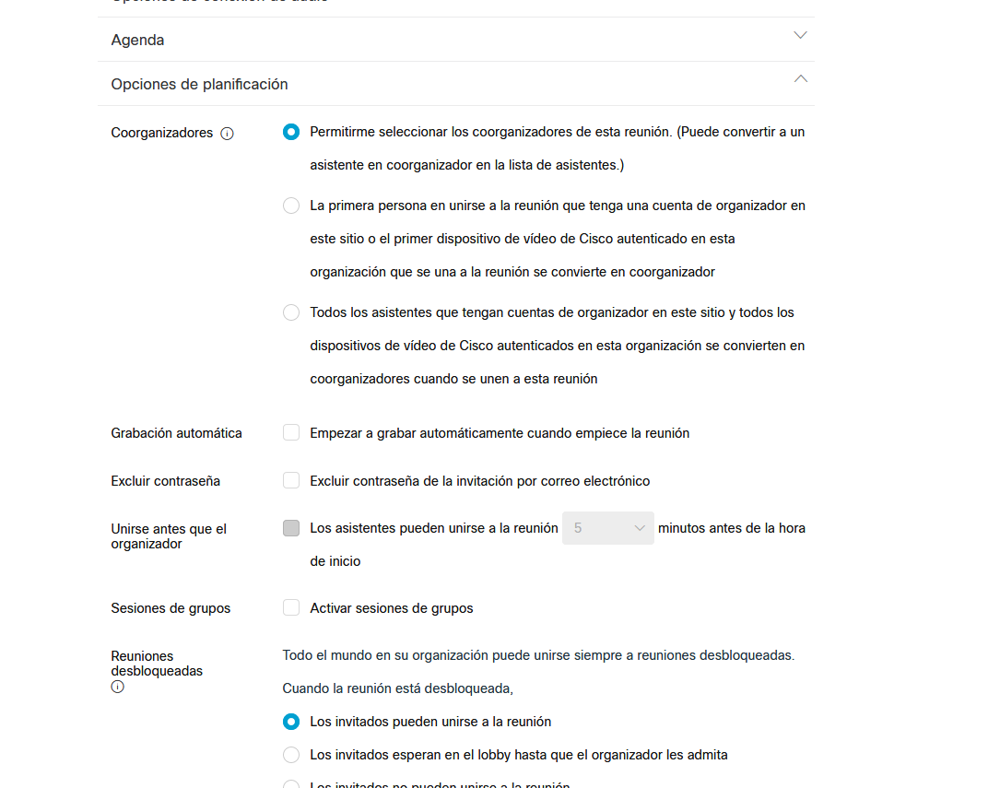 Opciones de conexión de audio
Agenda
Opciones de planificación
Coorganizadores
Permitirme seleccionar los coorganizadores de esta reunión. (Puede convertir a un
asistente en coorganizador en la lista de asistentes.)
La primera persona en unirse a la reunión que tenga una cuenta de organizador en
este sitio o el primer dispositivo de vídeo de Cisco autenticado en esta
organización que se una a la reunión se convierte en coorganizador
Todos los asistentes que tengan cuentas de organizador en este sitio y todos los
dispositivos de vídeo de Cisco autenticados en esta organización se convierten en
coorganizadores cuando se unen a esta reunión
Grabación automática
Empezar a grabar automáticamente cuando empiece la reunión
Excluir contraseña
Excluir contraseña de la invitación por correo electrónico
Unirse antes que el
organizador
Los asistentes pueden unirse a la reunión 5 minutos antes de la hora
de inicio
Sesiones de grupos
Activar sesiones de grupos
Reuniones
desbloqueadas
Todo el mundo en su organización puede unirse siempre a reuniones desbloqueadas.
Cuando la reunión está desbloqueada,
Los invitados pueden unirse a la reunión
Los invitados esperan en el lobby hasta que el organizador les admita
Los invitados no pueden unirse a la reunión